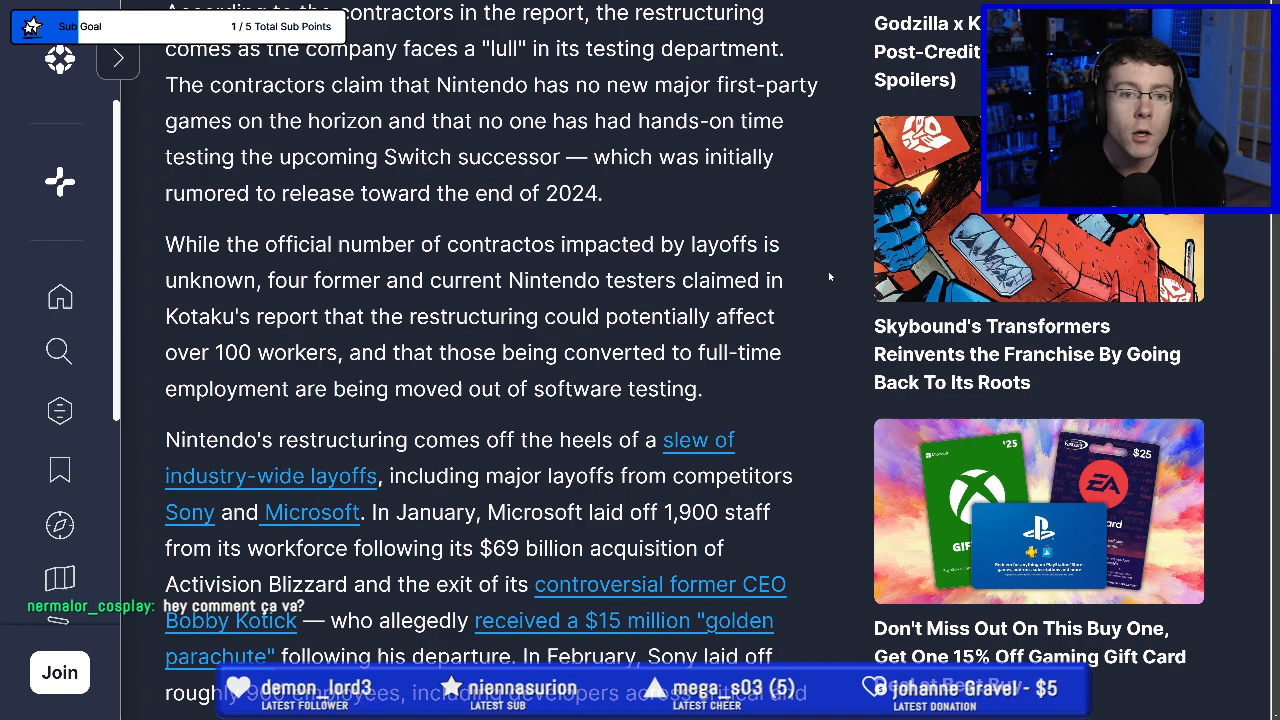 Sub Goal
1 / 5 Total Sub Points
contractors in the report, the restructuring
comes as the company faces a "lull" in its testing department.
The contractors claim that Nintendo has no new major first-party
games on the horizon and that no one has had hands-on time
testing the upcoming Switch successor — which was initially
rumored to release toward the end of 2024.
While the official number of contractos impacted by layoffs is
unknown, four former and current Nintendo testers claimed in
Kotaku's report that the restructuring could potentially affect
over 100 workers, and that those being converted to full-time
employment are being moved out of software testing.
Nintendo's restructuring comes off the heels of a slew of
industry-wide layoffs, including major layoffs from competitors
Sony and Microsoft. In January, Microsoft laid off 1,900 staff
from its workforce following its $69 billion acquisition of
Activision Blizzard and the exit of its controversial former CEO
Bobby Kotick — who allegedly received a $15 million "golden
parachute" following his departure. In February, Sony laid off
employees, including developers across
nermalor_cosplay: hey comment ça va?
Join
Godzilla x K
Post-Credit
Spoilers)
Skybound's Transformers
Reinvents the Franchise By Going
Back To Its Roots
$25
$25
EA
Don't Miss Out On This Buy One,
Get One 15% Off Gaming Gift Card
demon_lord3
LATEST FOLLOWER
niennasurion
LATEST SUB
mega_s03 (5)
LATEST CHEER
Johanne Gravel - $5
LATEST DONATION